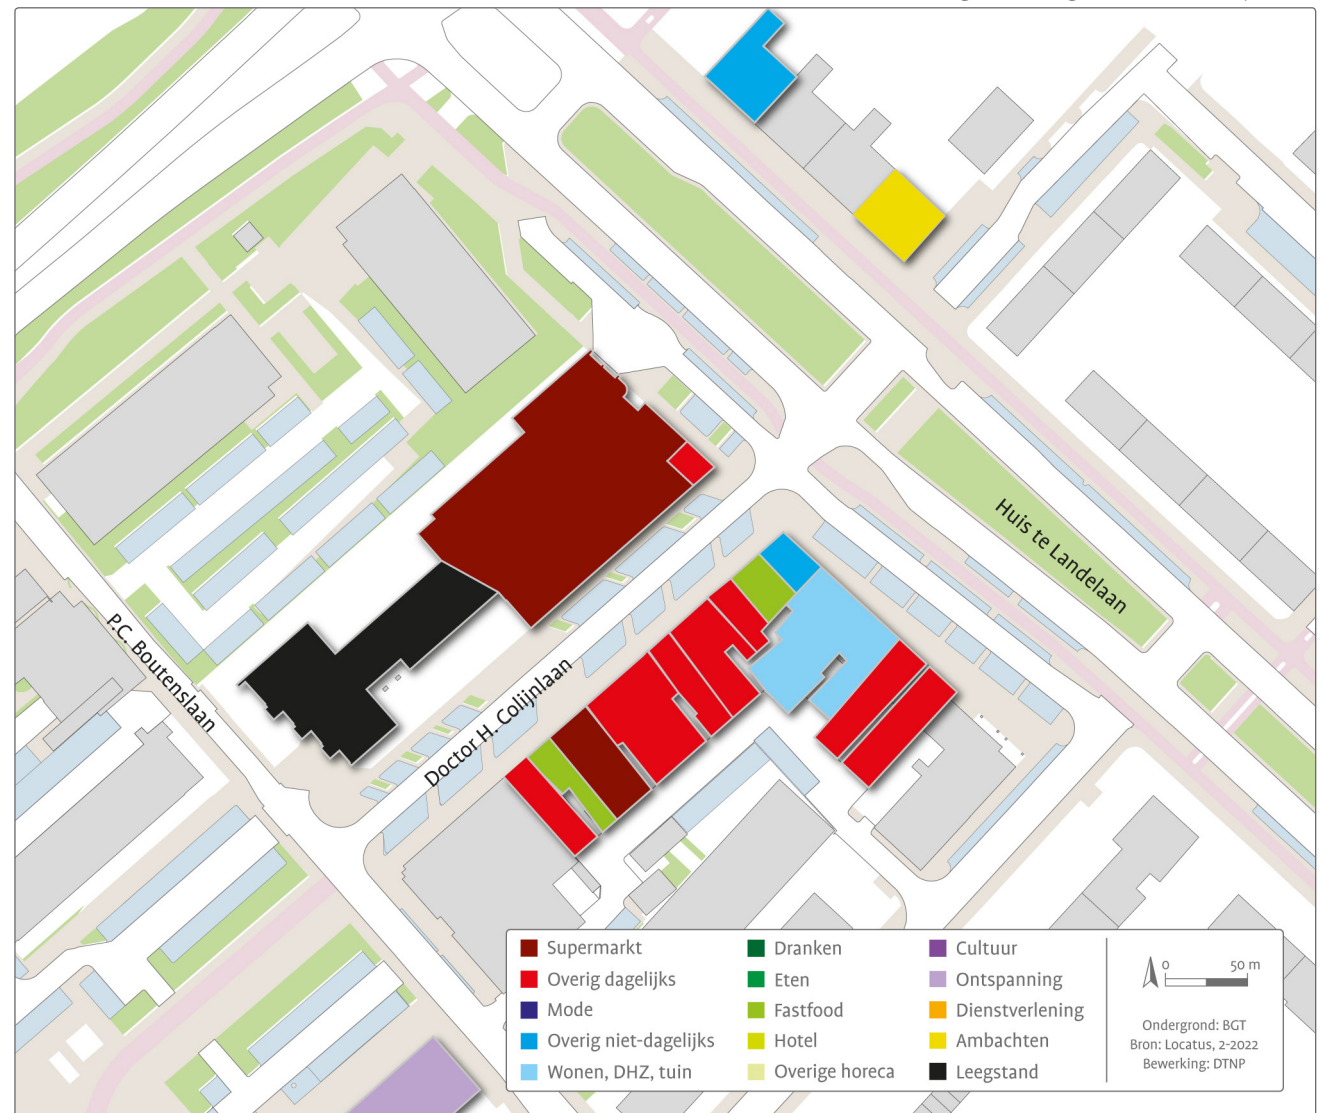 Huis te Landelaan
P.C. Boutenslaan
Doctor H. Colijnlaan
Supermarkt
Overig dagelijks
Mode
Overig niet-dagelijks
Wonen, DHZ, tuin
Dranken
Eten
Fastfood
Hotel
Overige horeca
Cultuur
Ontspanning
Dienstverlening
Ambachten
Leegstand
0 50 m
Ondergrond: BGT
Bron: Locatus, 2-2022
Bewerking: DTNP